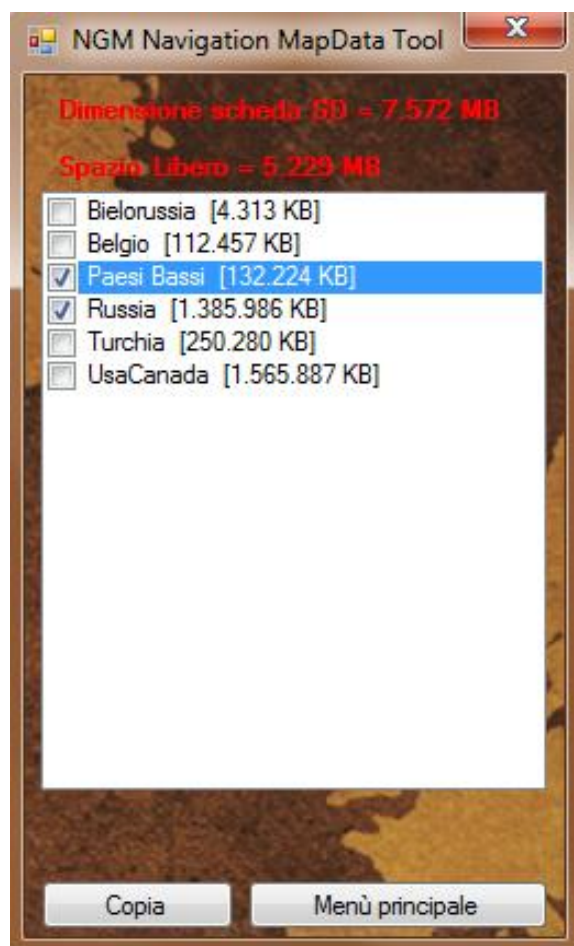 NGM Navigation MapData Tool
Dimensione scheda SD = 7.572 MB
Spazio Libero = 5.229 MB
Bielorussia [4.313 KB]
Belgio [112.457 KB]
Paesi Bassi [132.224 KB]
Russia [1.385.986 KB]
Turchia [250.280 KB]
UsaCanada [1.565.887 KB]
Copia
Menù principale